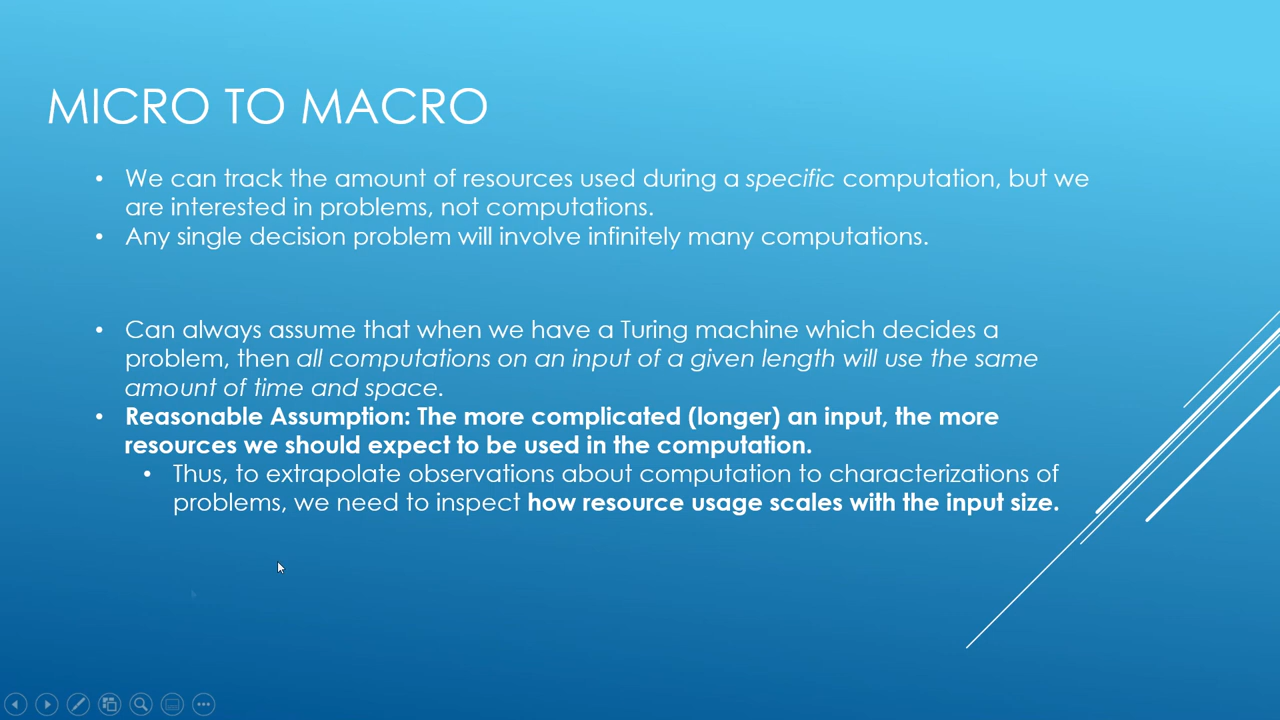 MICRO TO MACRO
• We can track the amount of resources used during a specific computation, but we
are interested in problems, not computations.
• Any single decision problem will involve infinitely many computations.
• Can always assume that when we have a Turing machine which decides a
problem, then all computations on an input of a given length will use the same
amount of time and space.
• Reasonable Assumption: The more complicated (longer) an input, the more
resources we should expect to be used in the computation.
• Thus, to extrapolate observations about computation to characterizations of
problems, we need to inspect how resource usage scales with the input size.